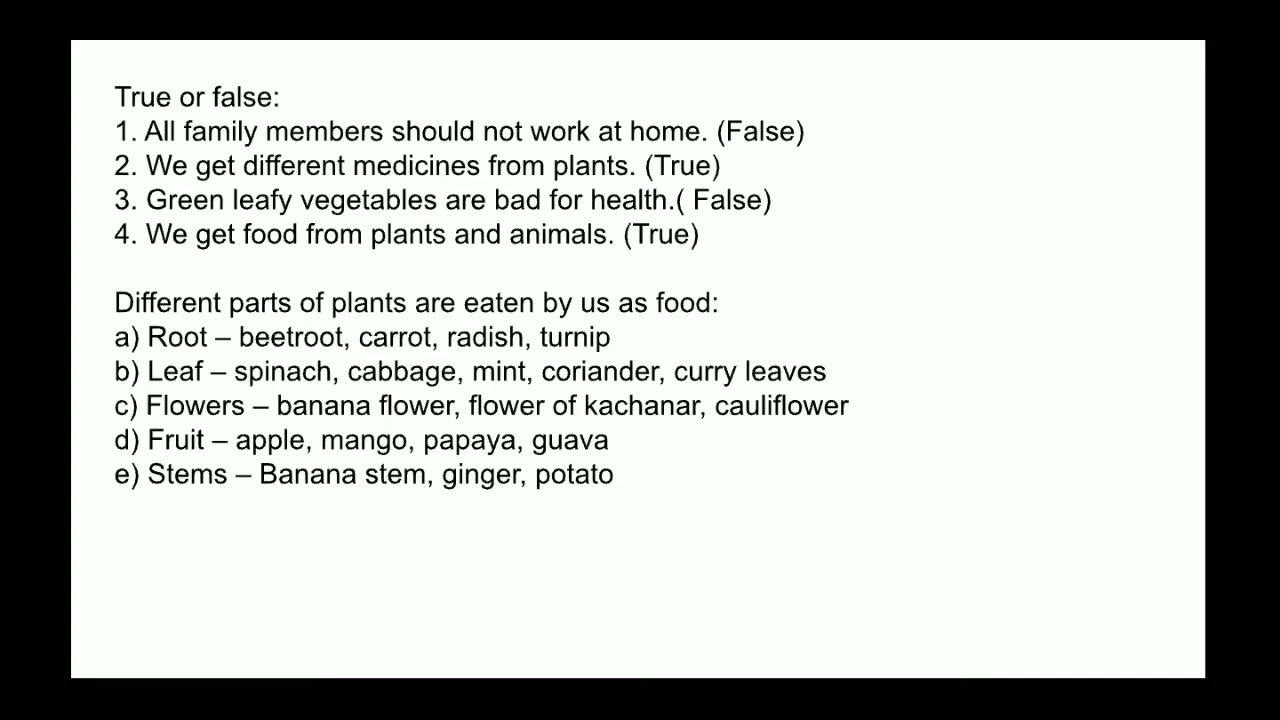 True or false:
1. All family members should not work at home. (False)
2. We get different medicines from plants. (True)
3. Green leafy vegetables are bad for health.( False)
4. We get food from plants and animals. (True)
Different parts of plants are eaten by us as food:
a) Root – beetroot, carrot, radish, turnip
b) Leaf – spinach, cabbage, mint, coriander, curry leaves
c) Flowers – banana flower, flower of kachanar, cauliflower
d) Fruit – apple, mango, papaya, guava
e) Stems – Banana stem, ginger, potato